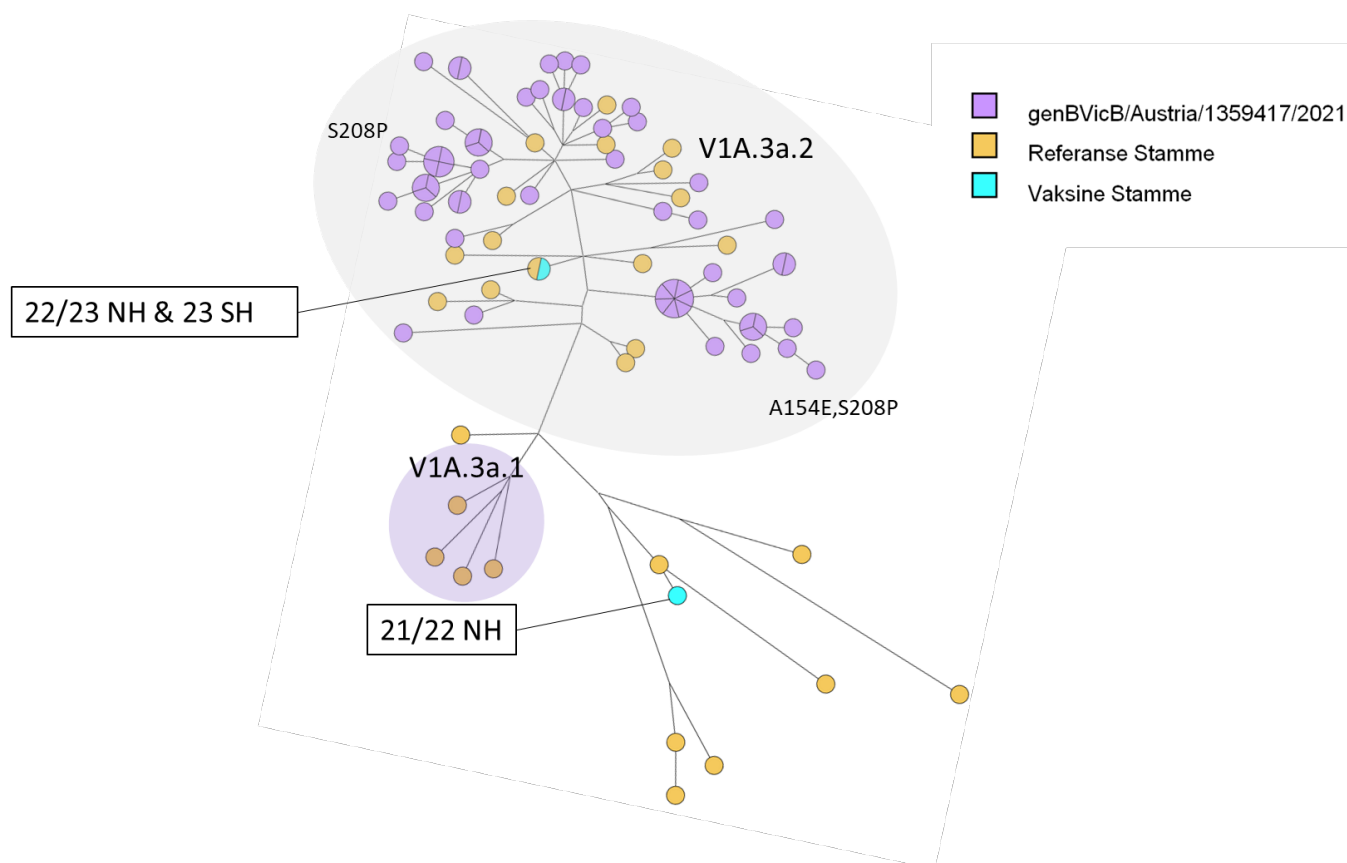 S208P
V1A.3a.2
genBVicB/Austria/1359417/2021
Referanse Stamme
Vaksine Stamme
22/23 NH & 23 SH
A154E,S208P
V1A.3a.1
21/22 NH